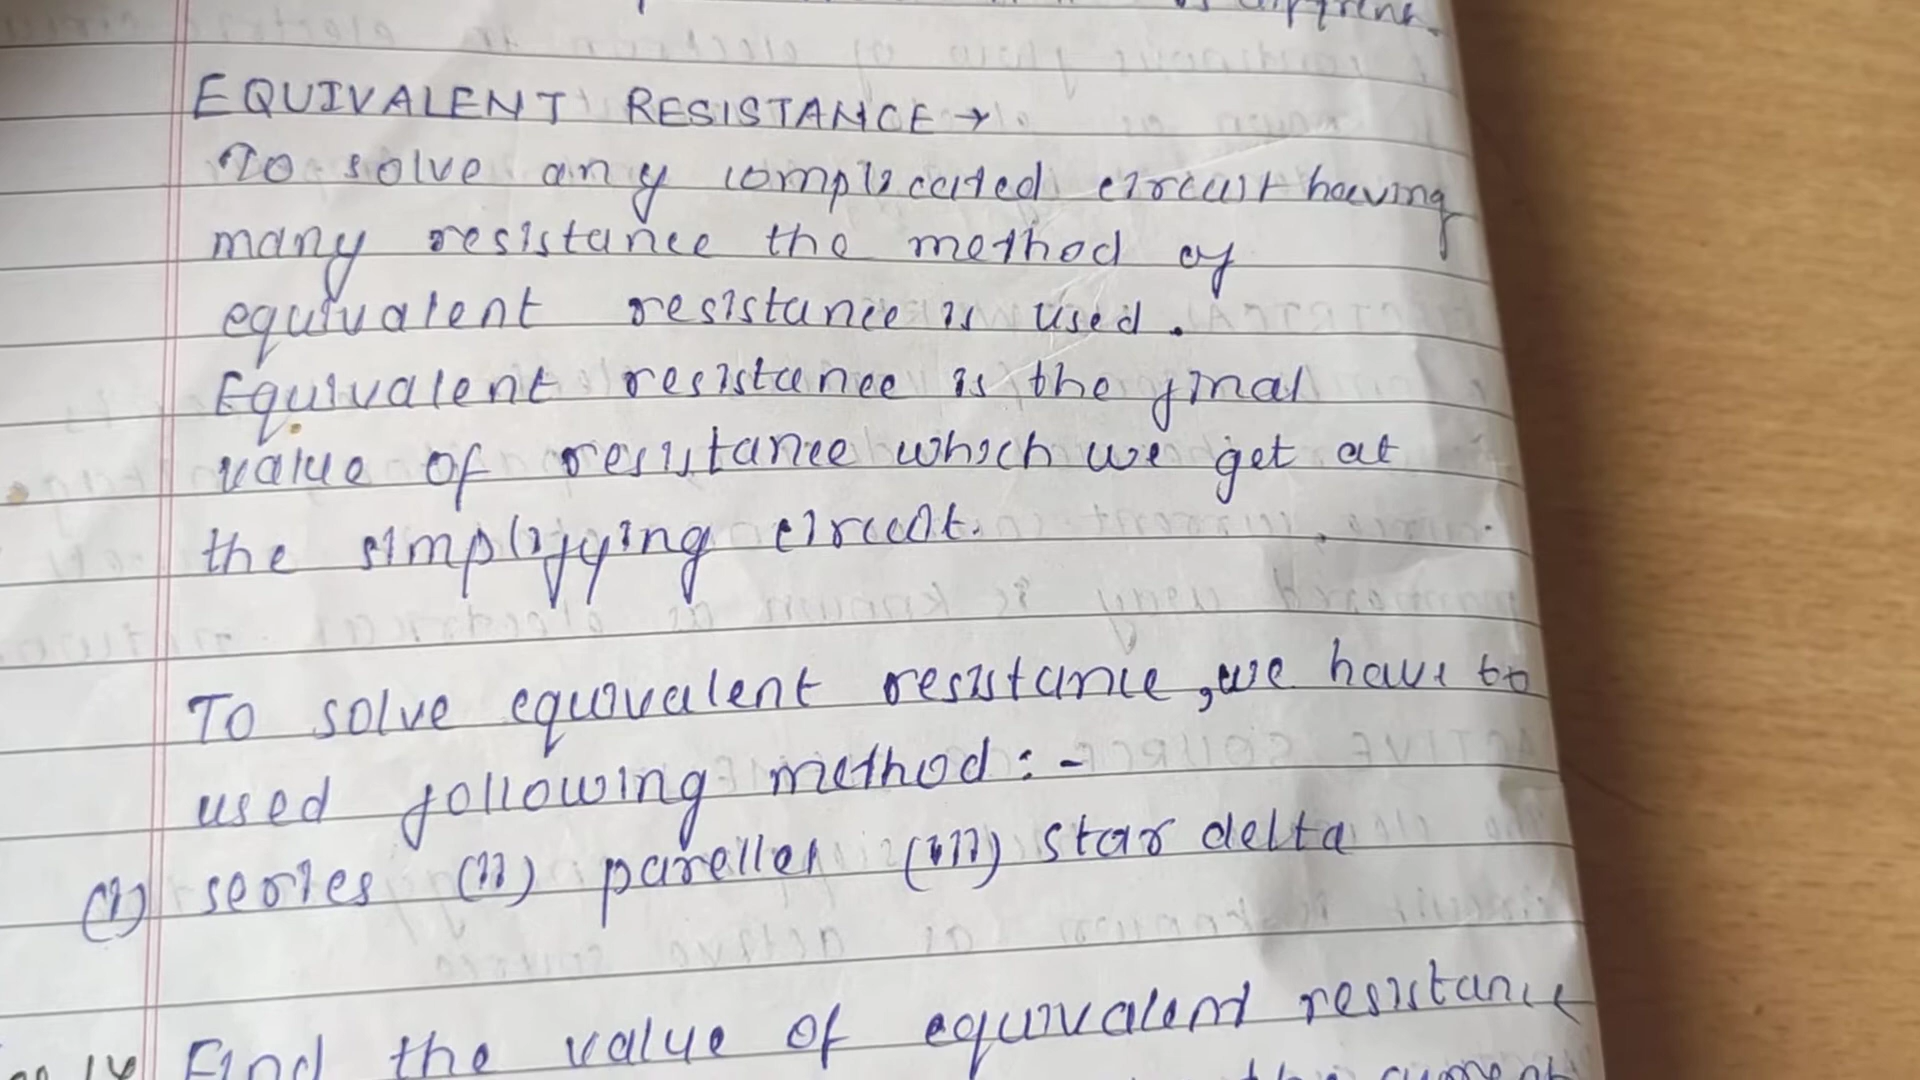 EQUIVALENT RESISTANCE →
To solve any complicated circuit having
many resistance the method of
equivalent resistance is used.
Equivalent resistance is the final
value of resistance which we get at
the simplifying circuit.
To solve equivalent resistance, we have to
used following method :-
(i) series (ii) pareller (iii) star delta
Find the value of equivalent resistance